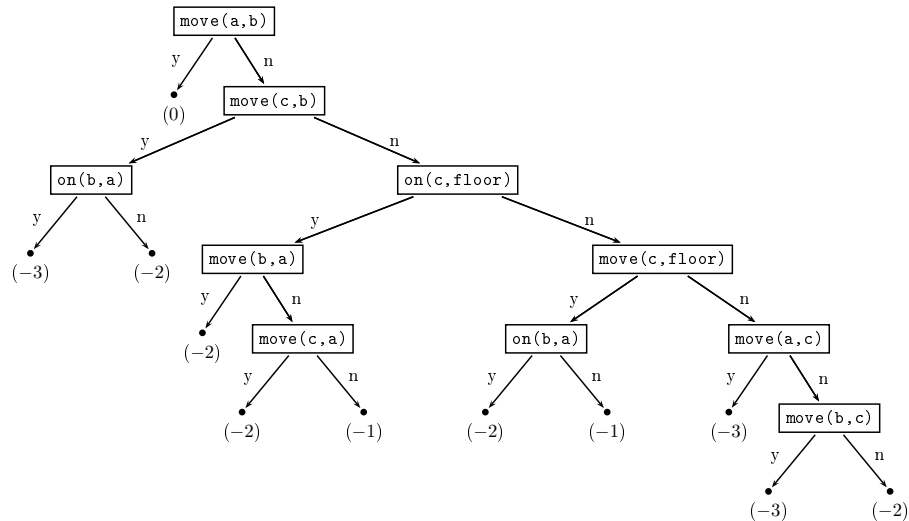 move(a,b)
y n
(0)
move(c,b)
y n
on(b,a) on(c,floor)
y n y n
(−3) (−2) move(b,a) move(c,floor)
y n y n
(−2) move(c,a) on(b,a) move(a,c)
y n y n y n
(−2) (−1) (−2) (−1) (−3) move(b,c)
y n
(−3) (−2)